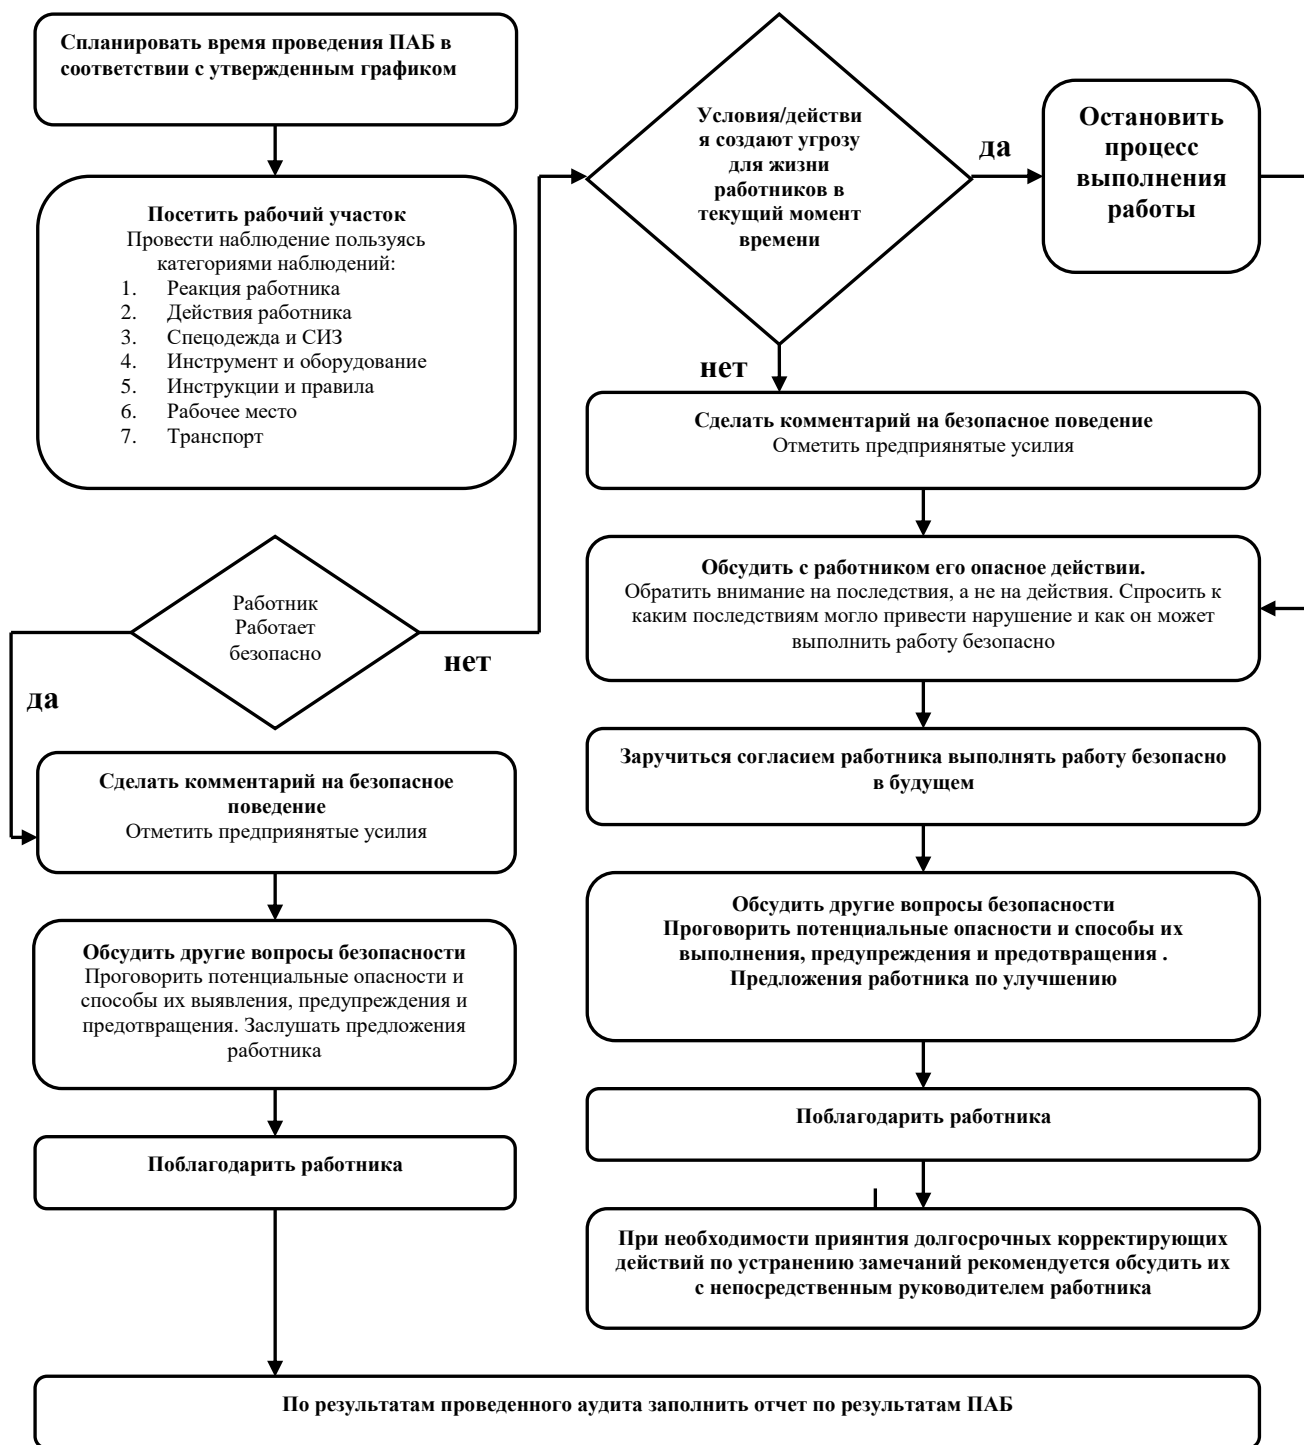 Спланировать время проведения ПАБ в
соответствии с утвержденным графиком
Посетить рабочий участок
Провести наблюдение пользуясь
категориями наблюдений:
1. Реакция работника
2. Действия работника
3. Спецодежда и СИЗ
4. Инструмент и оборудование
5. Инструкции и правила
6. Рабочее место
7. Транспорт
Работник
Работает
безопасно
да
нет
Сделать комментарий на безопасное
поведение
Отметить предпринятые усилия
Обсудить другие вопросы безопасности
Проговорить потенциальные опасности и
способы их выявления, предупреждения и
предотвращения. Заслушать предложения
работника
Поблагодарить работника
Условия/действи
я создают угрозу
для жизни
работников в
текущий момент
времени
да
Остановить
процесс
выполнения
работы
нет
Сделать комментарий на безопасное поведение
Отметить предпринятые усилия
Обсудить с работником его опасное действии.
Обратить внимание на последствия, а не на действия. Спросить к
каким последствиям могло привести нарушение и как он может
выполнить работу безопасно
Заручиться согласием работника выполнять работу безопасно
в будущем
Обсудить другие вопросы безопасности
Проговорить потенциальные опасности и способы их
выполнения, предупреждения и предотвращения .
Предложения работника по улучшению
Поблагодарить работника
При необходимости приянтия долгосрочных корректирующих
действий по устранению замечаний рекомендуется обсудить их
с непосредственным руководителем работника
По результатам проведенного аудита заполнить отчет по результатам ПАБ